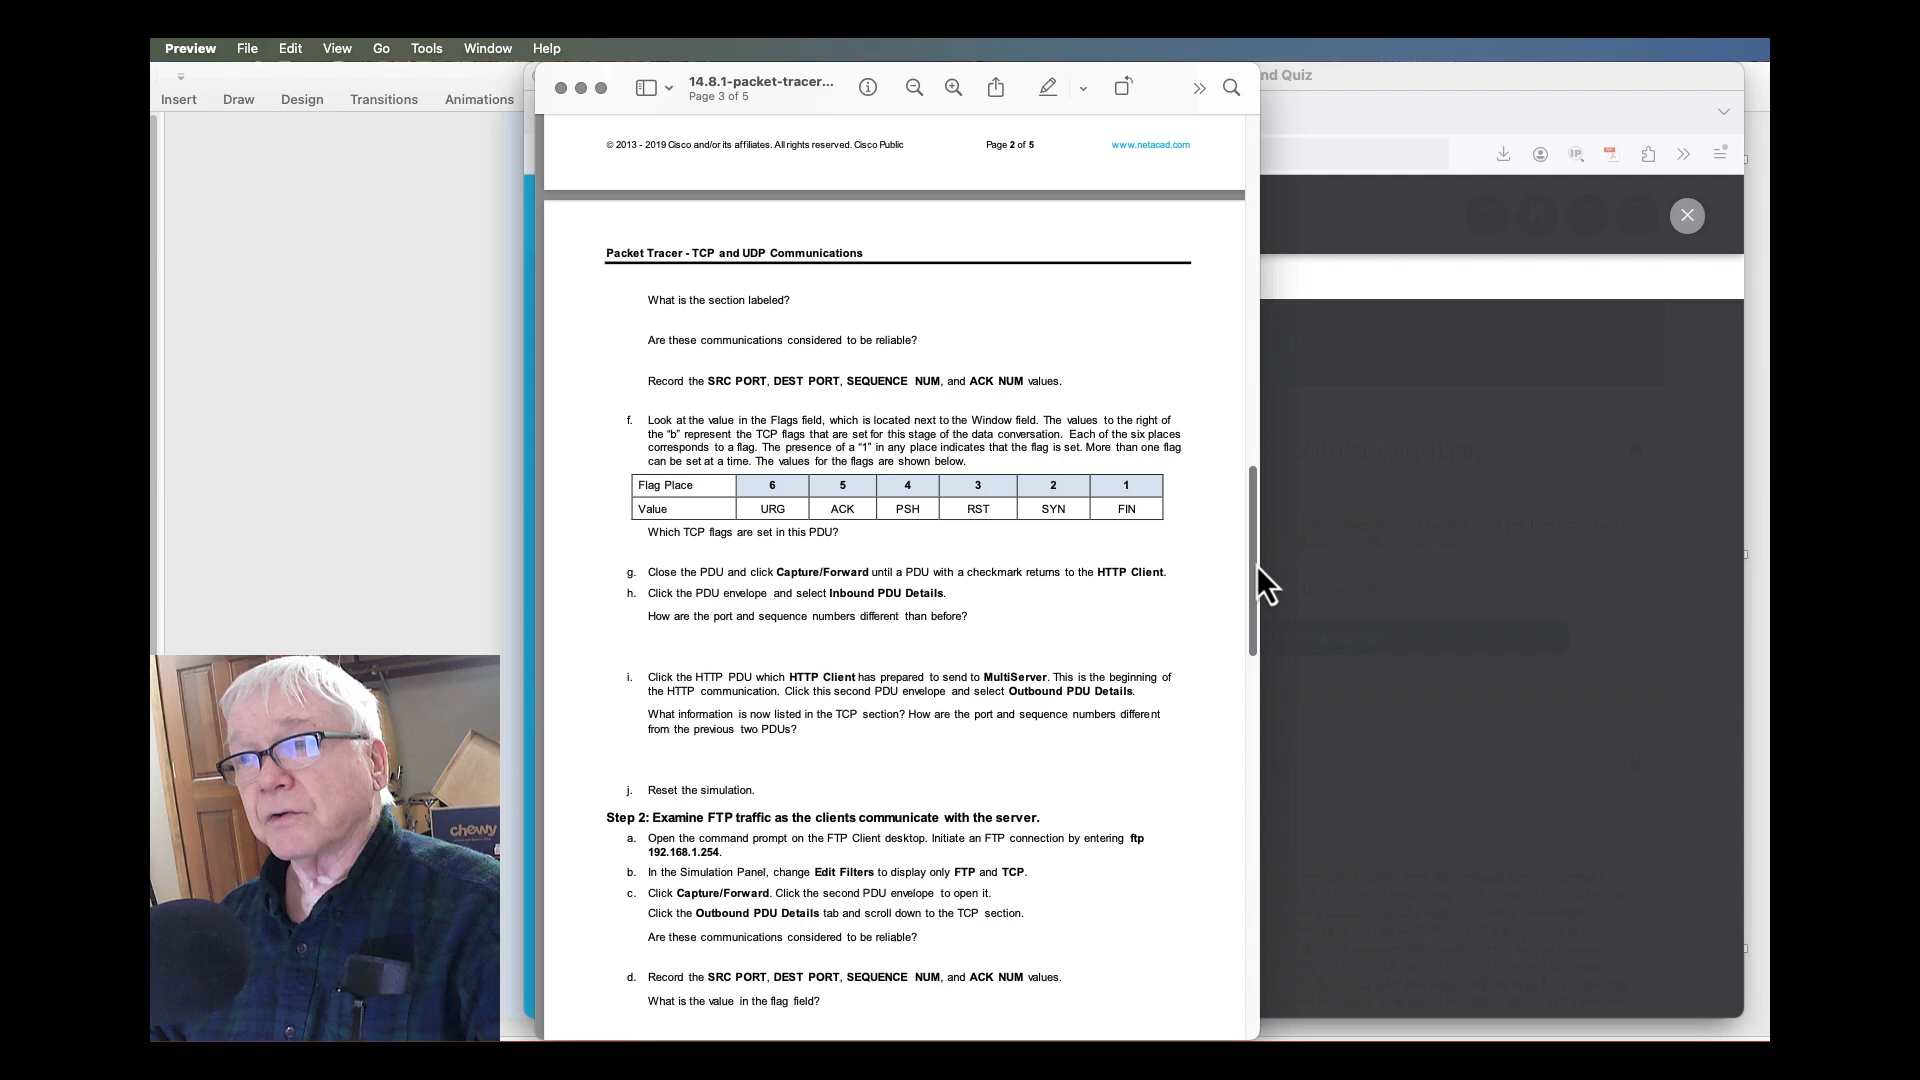 Preview File Edit View Go Tools Window Help
Insert Draw Design Transitions Animations
14.8.1-packet-tracer...
Page 3 of 5
nd Quiz
© 2013 - 2019 Cisco and/or its affiliates. All rights reserved. Cisco Public Page 2 of 5 www.netacad.com
Packet Tracer - TCP and UDP Communications
What is the section labeled?
Are these communications considered to be reliable?
Record the SRC PORT, DEST PORT, SEQUENCE NUM, and ACK NUM values.
f. Look at the value in the Flags field, which is located next to the Window field. The values to the right of
the “b” represent the TCP flags that are set for this stage of the data conversation. Each of the six places
corresponds to a flag. The presence of a “1” in any place indicates that the flag is set. More than one flag
can be set at a time. The values for the flags are shown below.
Flag Place 6 5 4 3 2 1
Value URG ACK PSH RST SYN FIN
Which TCP flags are set in this PDU?
g. Close the PDU and click Capture/Forward until a PDU with a checkmark returns to the HTTP Client.
h. Click the PDU envelope and select Inbound PDU Details.
How are the port and sequence numbers different than before?
i. Click the HTTP PDU which HTTP Client has prepared to send to MultiServer. This is the beginning of
the HTTP communication. Click this second PDU envelope and select Outbound PDU Details.
What information is now listed in the TCP section? How are the port and sequence numbers different
from the previous two PDUs?
j. Reset the simulation.
Step 2: Examine FTP traffic as the clients communicate with the server.
a. Open the command prompt on the FTP Client desktop. Initiate an FTP connection by entering ftp
192.168.1.254.
b. In the Simulation Panel, change Edit Filters to display only FTP and TCP.
c. Click Capture/Forward. Click the second PDU envelope to open it.
Click the Outbound PDU Details tab and scroll down to the TCP section.
Are these communications considered to be reliable?
d. Record the SRC PORT, DEST PORT, SEQUENCE NUM, and ACK NUM values.
What is the value in the flag field?
IP
Communications
chewy